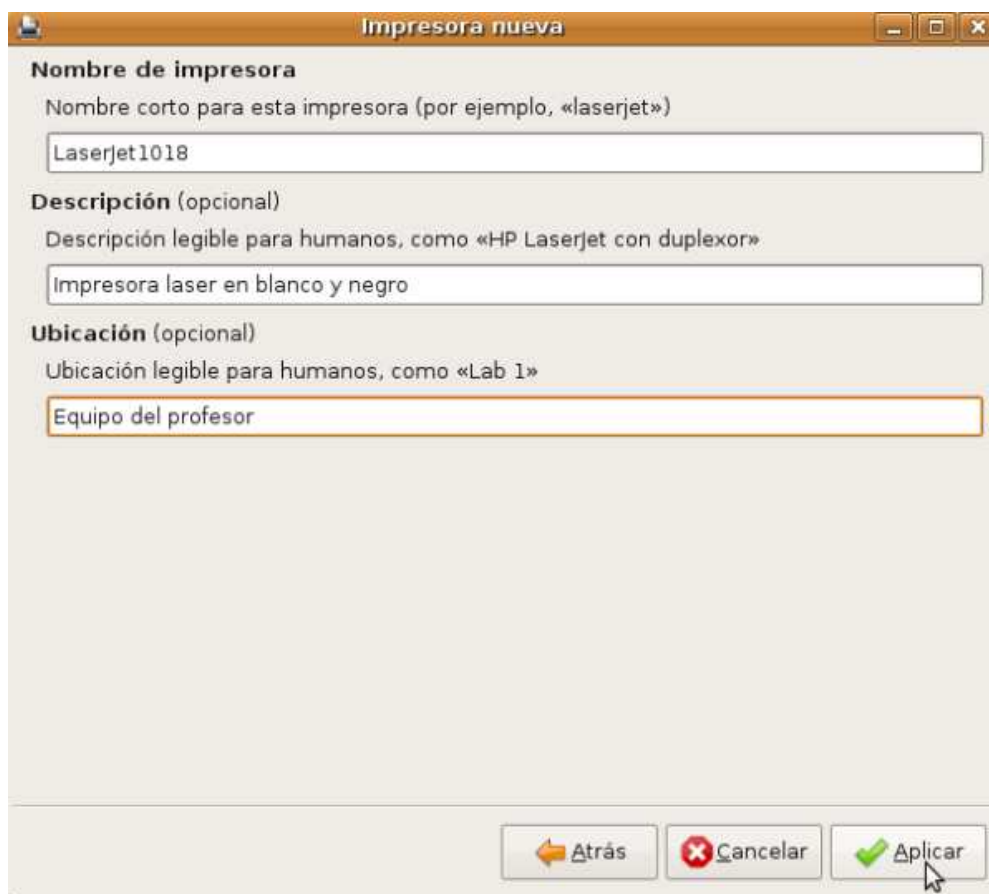 Impresora nueva
Nombre de impresora
Nombre corto para esta impresora (por ejemplo, «laserjet»)
LaserJet1018
Descripción (opcional)
Descripción legible para humanos, como «HP LaserJet con duplexor»
Impresora laser en blanco y negro
Ubicación (opcional)
Ubicación legible para humanos, como «Lab 1»
Equipo del profesor
Atrás Cancelar Aplicar